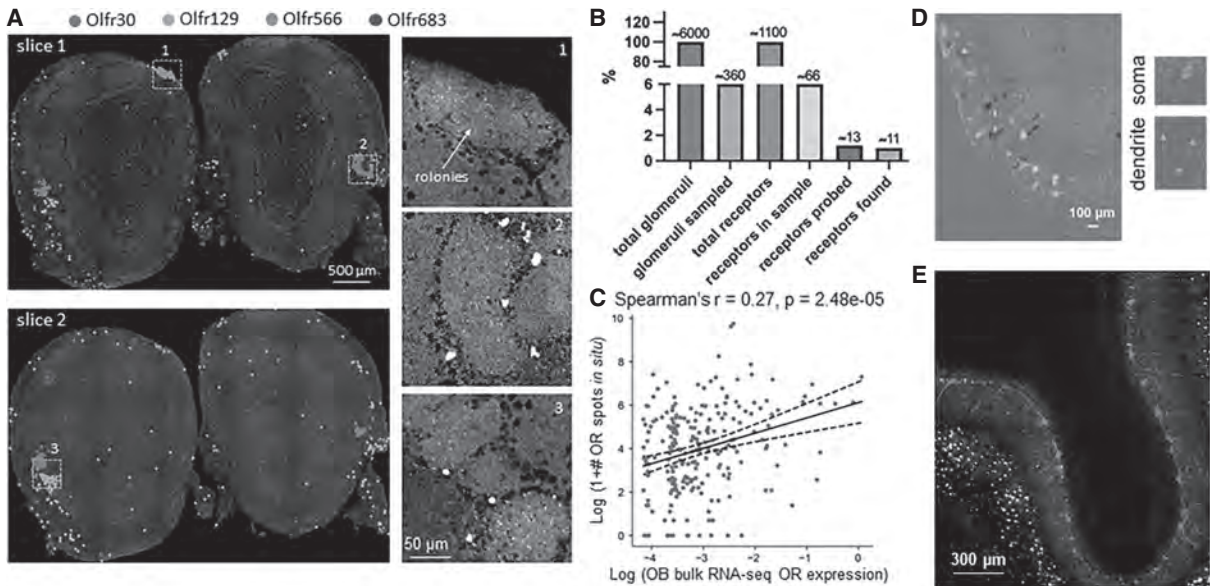 A
Olfr30 Olfr129 Olfr566 Olfr683
slice 1
1
2
500 µm
slice 2
3
1
rolonies
2
3
50 µm
B
%
120
100
80
6
4
2
0
~6000
~360
~1100
~66
~13
~11
total glomeruli
glomeruli sampled
total receptors
receptors in sample
receptors probed
receptors found
C
Spearman's r = 0.27, p = 2.48e-05
Log (1+# OR spots in situ)
10
8
6
4
2
0
−4 −3 −2 −1 0
Log (OB bulk RNA-seq OR expression)
D
100 µm
soma
dendrite
E
300 µm